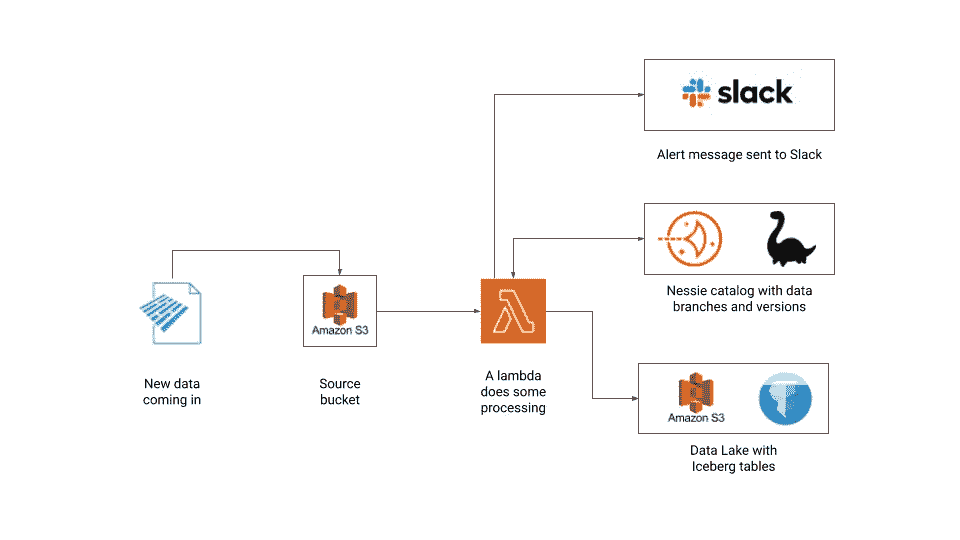 slack
Alert message sent to Slack
Nessie catalog with data
branches and versions
Amazon S3
New data
coming in
Source
bucket
A lambda
does some
processing
Amazon S3
Data Lake with
Iceberg tables